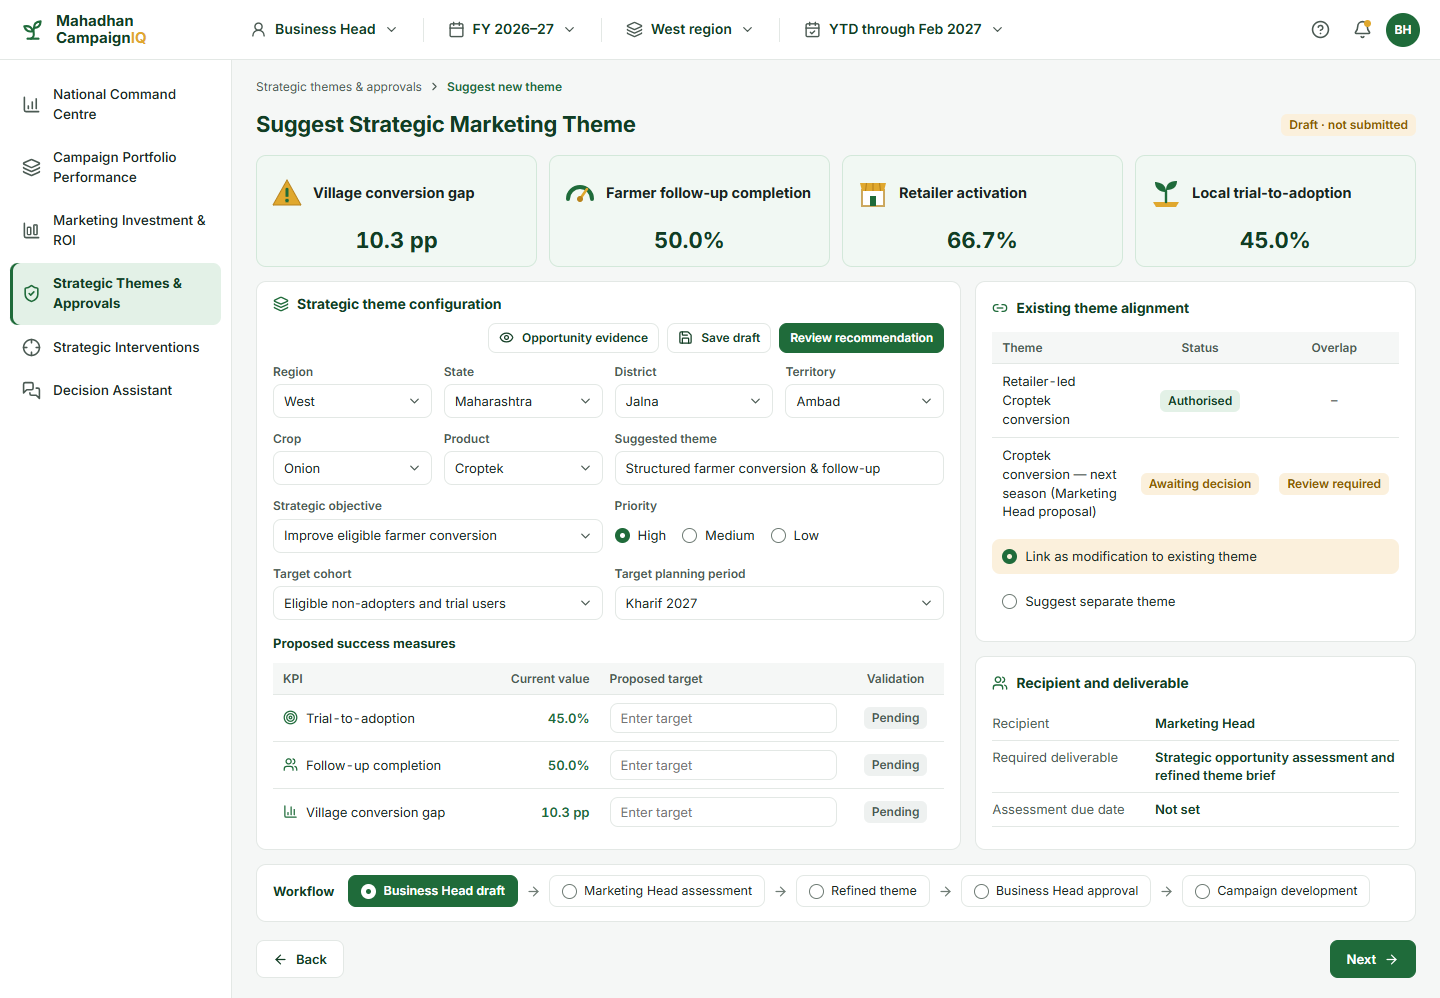 Mahadhan
CampaignIQ
Business Head
FY 2026–27
West region
YTD through Feb 2027
BH
National Command
Centre
Campaign Portfolio
Performance
Marketing Investment &
ROI
Strategic Themes &
Approvals
Strategic Interventions
Decision Assistant
Strategic themes & approvals
Suggest new theme
Suggest Strategic Marketing Theme
Draft · not submitted
Village conversion gap
10.3 pp
Farmer follow-up completion
50.0%
Retailer activation
66.7%
Local trial-to-adoption
45.0%
Strategic theme configuration
Opportunity evidence
Save draft
Review recommendation
Region
State
District
Territory
West
Maharashtra
Jalna
Ambad
Crop
Product
Suggested theme
Onion
Croptek
Structured farmer conversion & follow-up
Strategic objective
Priority
Improve eligible farmer conversion
High
Medium
Low
Target cohort
Target planning period
Eligible non-adopters and trial users
Kharif 2027
Proposed success measures
KPI
Current value
Proposed target
Validation
Trial-to-adoption
45.0%
Enter target
Pending
Follow-up completion
50.0%
Enter target
Pending
Village conversion gap
10.3 pp
Enter target
Pending
Existing theme alignment
Theme
Status
Overlap
Retailer-led
Croptek
conversion
Authorised
–
Croptek
conversion — next
season (Marketing
Head proposal)
Awaiting decision
Review required
Link as modification to existing theme
Suggest separate theme
Recipient and deliverable
Recipient
Marketing Head
Required deliverable
Strategic opportunity assessment and
refined theme brief
Assessment due date
Not set
Workflow
Business Head draft
Marketing Head assessment
Refined theme
Business Head approval
Campaign development
Back
Next